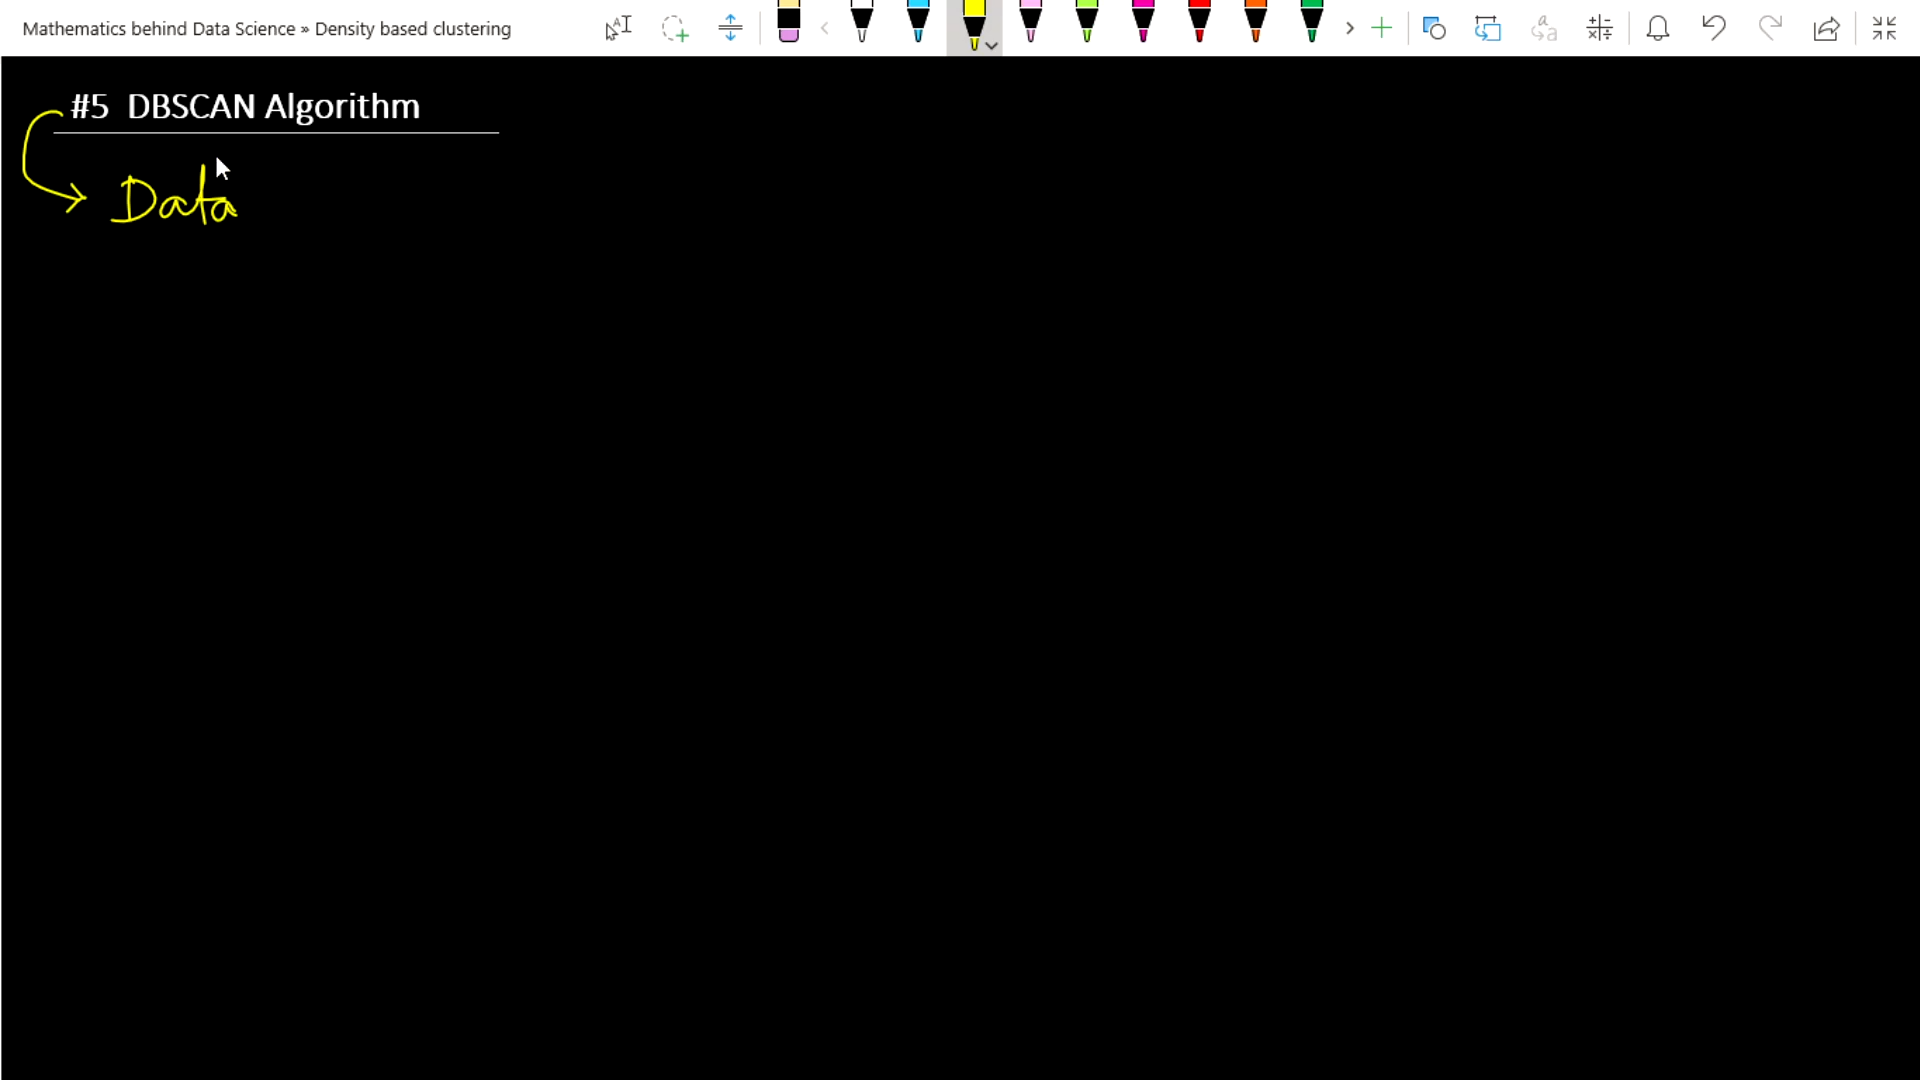 Mathematics behind Data Science » Density based clustering
#5 DBSCAN Algorithm
Data